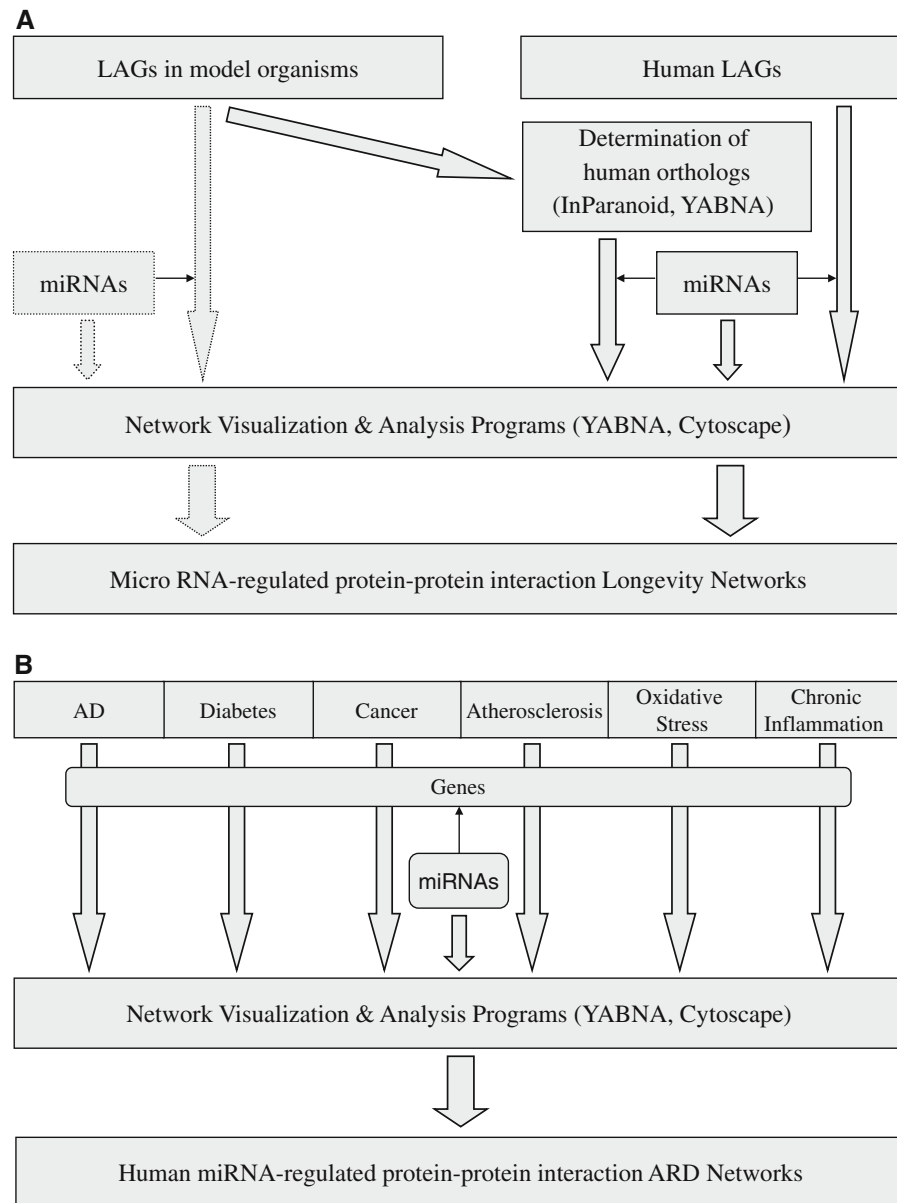 A
LAGs in model organisms
Human LAGs
Determination of
human orthologs
(InParanoid, YABNA)
miRNAs
miRNAs
Network Visualization & Analysis Programs (YABNA, Cytoscape)
Micro RNA-regulated protein-protein interaction Longevity Networks
B
AD
Diabetes
Cancer
Atherosclerosis
Oxidative
Stress
Chronic
Inflammation
Genes
miRNAs
Network Visualization & Analysis Programs (YABNA, Cytoscape)
Human miRNA-regulated protein-protein interaction ARD Networks